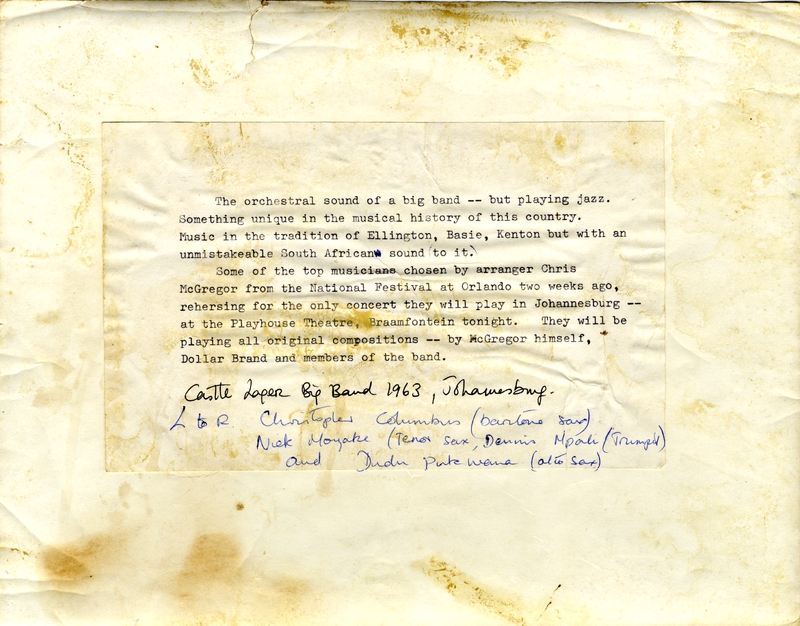 The orchestral sound of a big band -- but playing jazz.
Something unique in the musical history of this country.
Music in the tradition of Ellington, Basie, Kenton but with an
unmistakeable South African sound (to it.)
Some of the top musicians chosen by arranger Chris
McGregor from the National Festival at Orlando two weeks ago,
rehersing for the only concert they will play in Johannesburg --
at the Playhouse Theatre, Braamfontein tonight. They will be
playing all original compositions -- by McGregor himself,
Dollar Brand and members of the band.
Castle Lager Big Band 1963, Johannesburg.
L to R. Christopher Columbus (baritone sax)
Nick Moyake (Tenor sax, Dennis Mpali (Trumpet)
and Dudu Pukwana (alto sax)